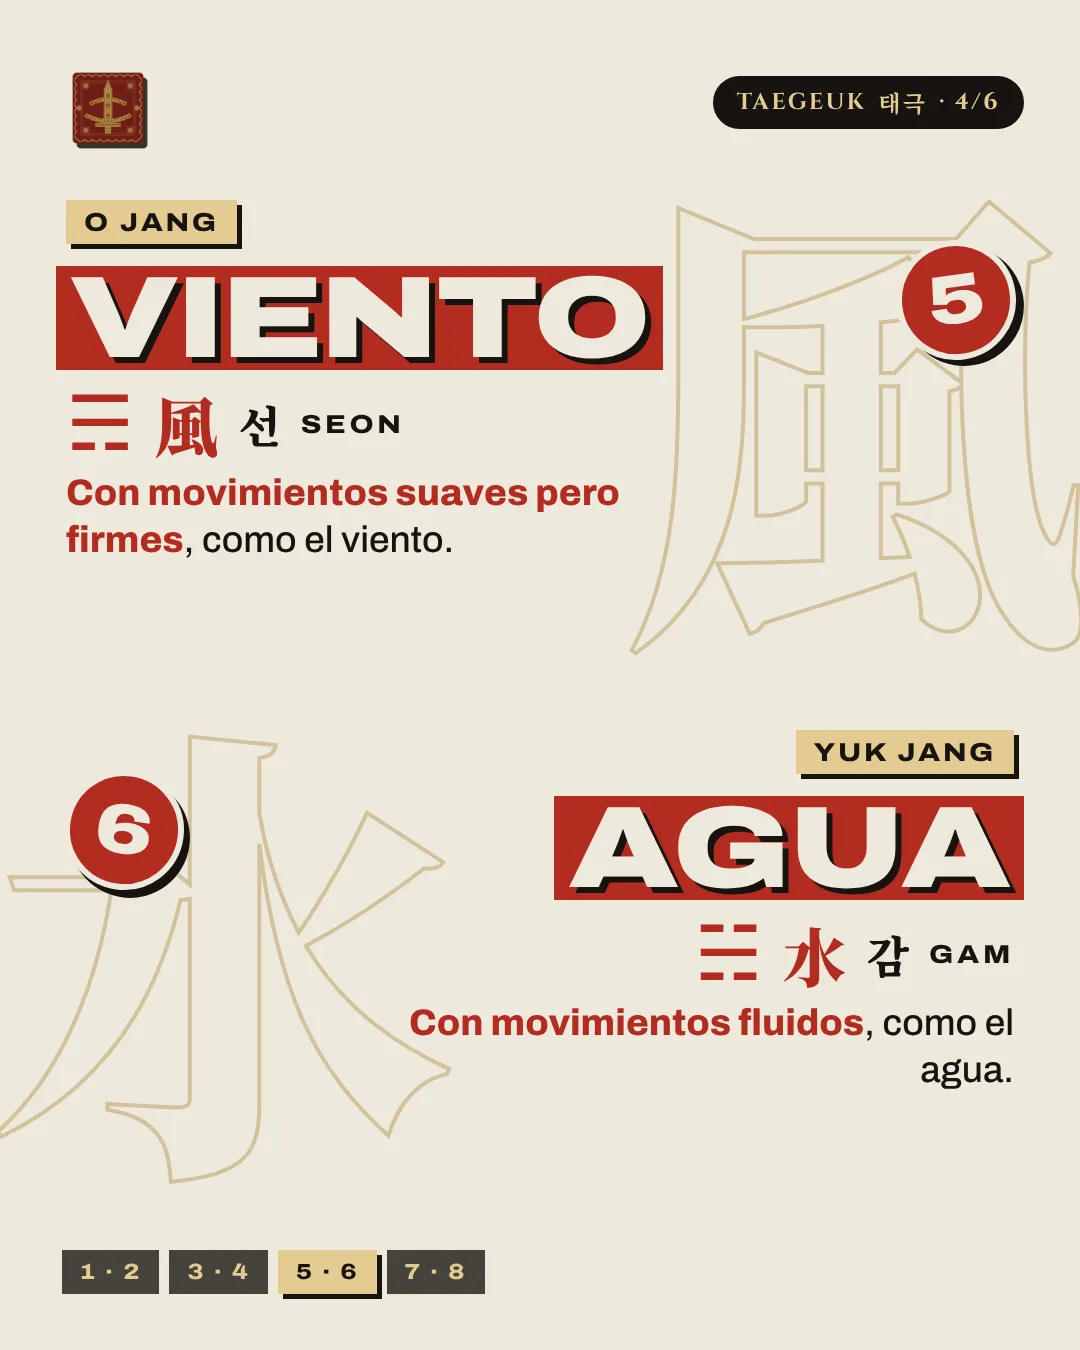 TAEGEUK 태극 · 4/6
O JANG
VIENTO
5
☴ 風 선 SEON
Con movimientos suaves pero
firmes, como el viento.
風
YUK JANG
6
AGUA
☵ 水 감 GAM
Con movimientos fluidos, como el
agua.
水
1 · 2 3 · 4 5 · 6 7 · 8